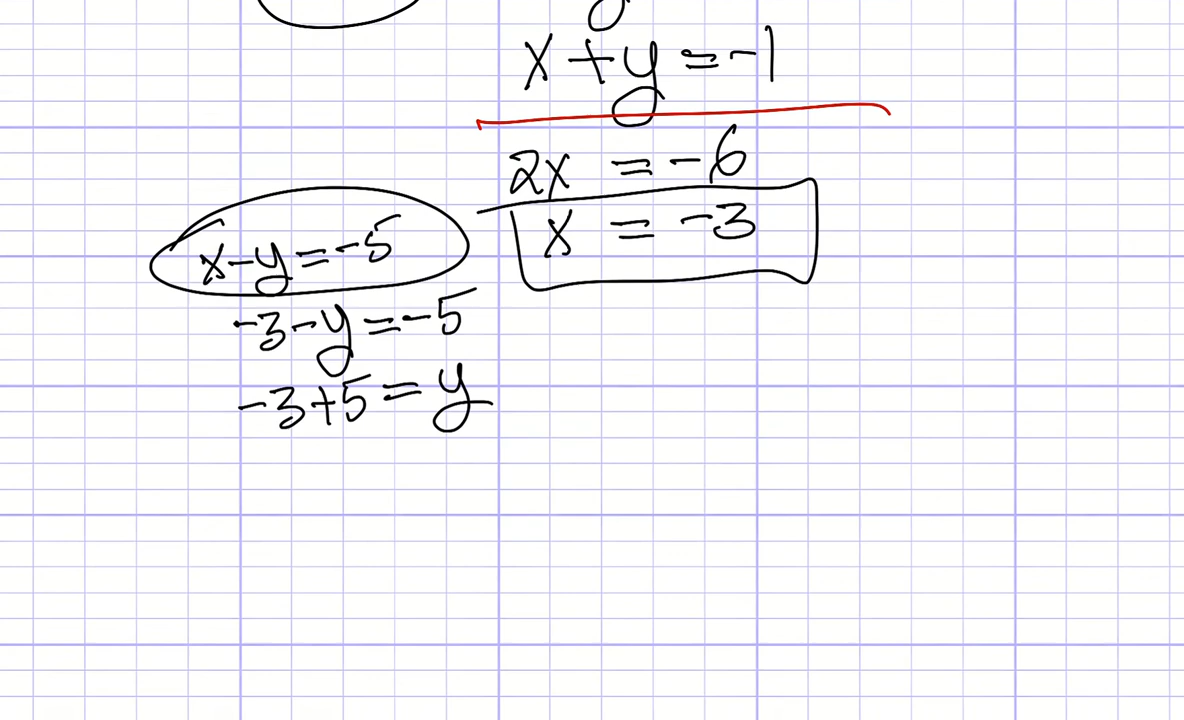 x + y = -1
2x = -6
x = -3
x - y = -5
-3 - y = -5
-3 + 5 = y